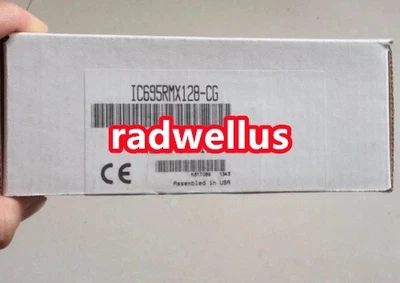 IC695RMX128-CG
radwellus
CE
Assembled in USA